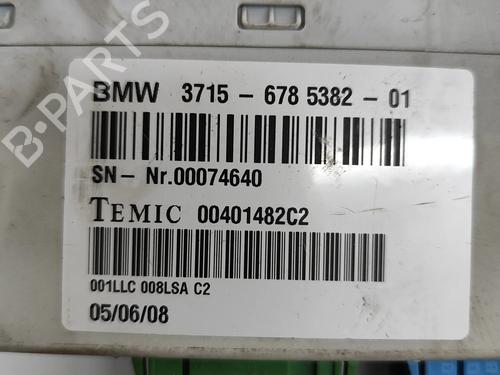 BMW 3715 - 678 5382 - 01
SN- Nr.00074640
TEMIC 00401482C2
001LLC 008LSA C2
05/06/08
B-PARTS